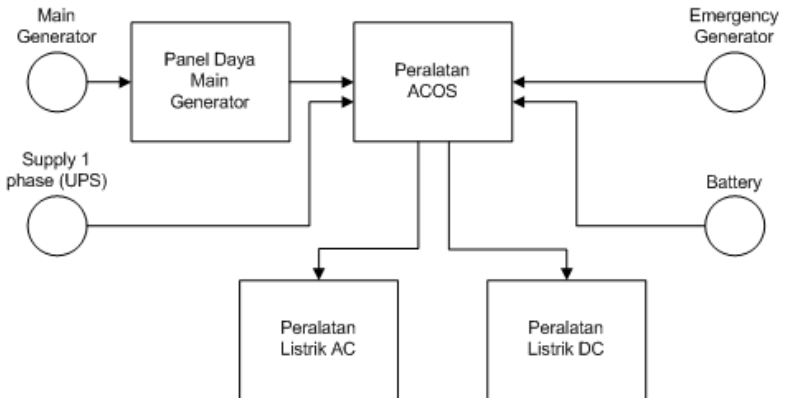 Main
Generator
Panel Daya
Main
Generator
Peralatan
ACOS
Emergency
Generator
Supply 1
phase (UPS)
Battery
Peralatan
Listrik AC
Peralatan
Listrik DC